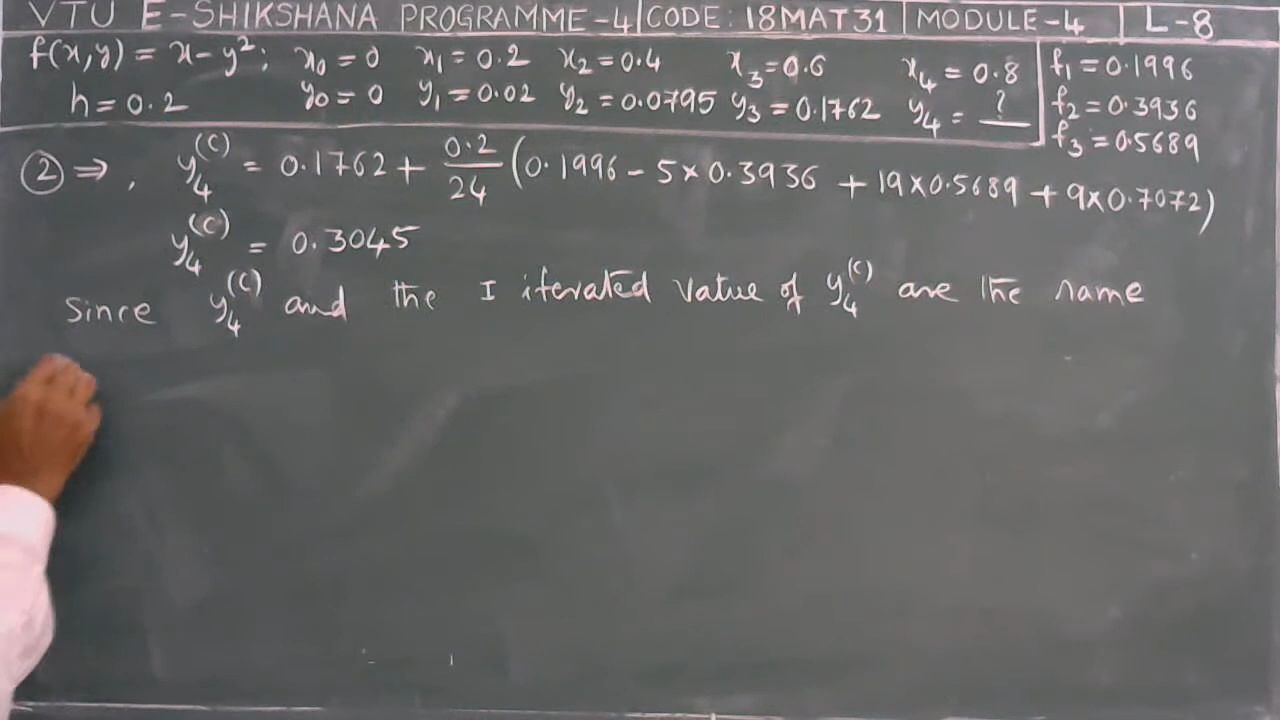 VTU E-SHIKSHANA PROGRAMME-4 | CODE: 18MAT31 | MODULE-4 | L-8
f(x,y) = x-y²; x₀ = 0 x₁ = 0.2 x₂ = 0.4 x₃ = 0.6 x₄ = 0.8 f₁ = 0.1996
h = 0.2 y₀ = 0 y₁ = 0.02 y₂ = 0.0795 y₃ = 0.1762 y₄ = ? f₂ = 0.3936
f₃ = 0.5689
② ⇒, y₄^(C) = 0.1762 + 0.2/24 (0.1996 - 5×0.3936 + 19×0.5689 + 9×0.7072)
y₄^(C) = 0.3045
Since y₄^(C) and the I iterated value of y₄^(C) are the name